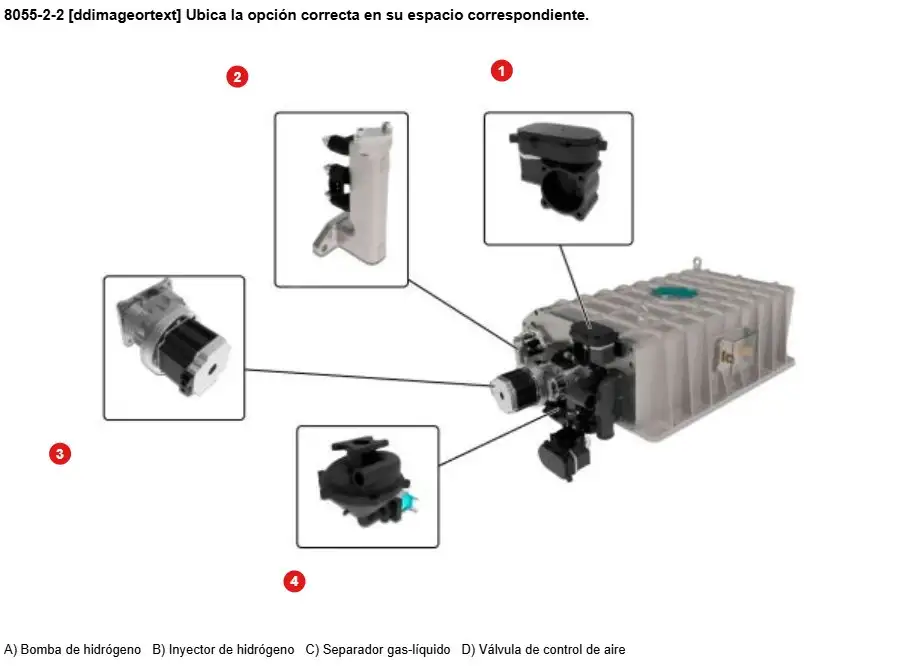 8055-2-2 [ddimageortext] Ubica la opción correcta en su espacio correspondiente.
1
2
3
4
A) Bomba de hidrógeno B) Inyector de hidrógeno C) Separador gas-líquido D) Válvula de control de aire